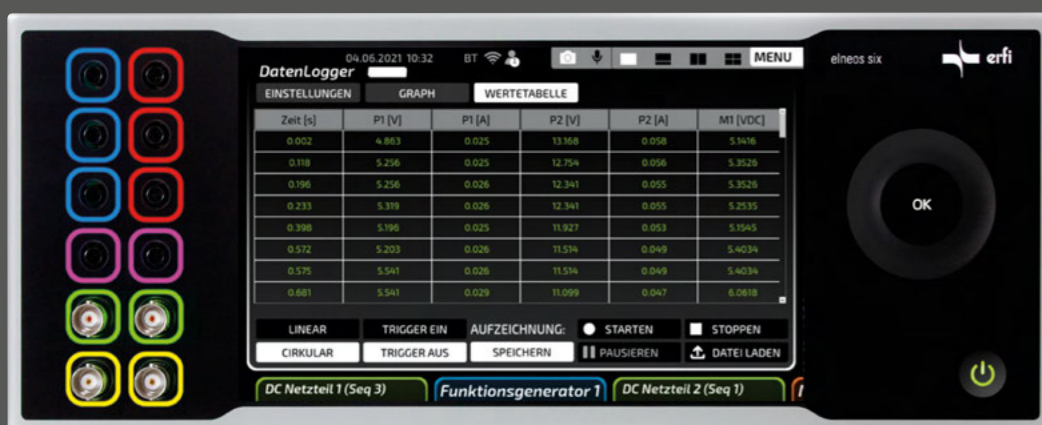 04.06.2021 10:32 BT MENU
DatenLogger
EINSTELLUNGEN GRAPH WERTETABELLE
Zeit [s] P1 [V] P1 [A] P2 [V] P2 [A] M1 [VDC]
0.002 4.863 0.025 13.168 0.058 5.1416
0.118 5.256 0.025 12.754 0.056 5.3526
0.196 5.256 0.026 12.341 0.055 5.3526
0.233 5.319 0.026 12.341 0.055 5.2535
0.398 5.196 0.025 11.927 0.053 5.1545
0.572 5.203 0.026 11.514 0.049 5.4034
0.575 5.541 0.026 11.514 0.049 5.4034
0.681 5.541 0.029 11.099 0.047 6.0618
LINEAR TRIGGER EIN AUFZEICHNUNG: STARTEN STOPPEN
CIRKULAR TRIGGER AUS SPEICHERN PAUSIEREN DATEI LADEN
DC Netzteil 1 (Seq 3) Funktionsgenerator 1 DC Netzteil 2 (Seq 1)
elneos six erfi
OK